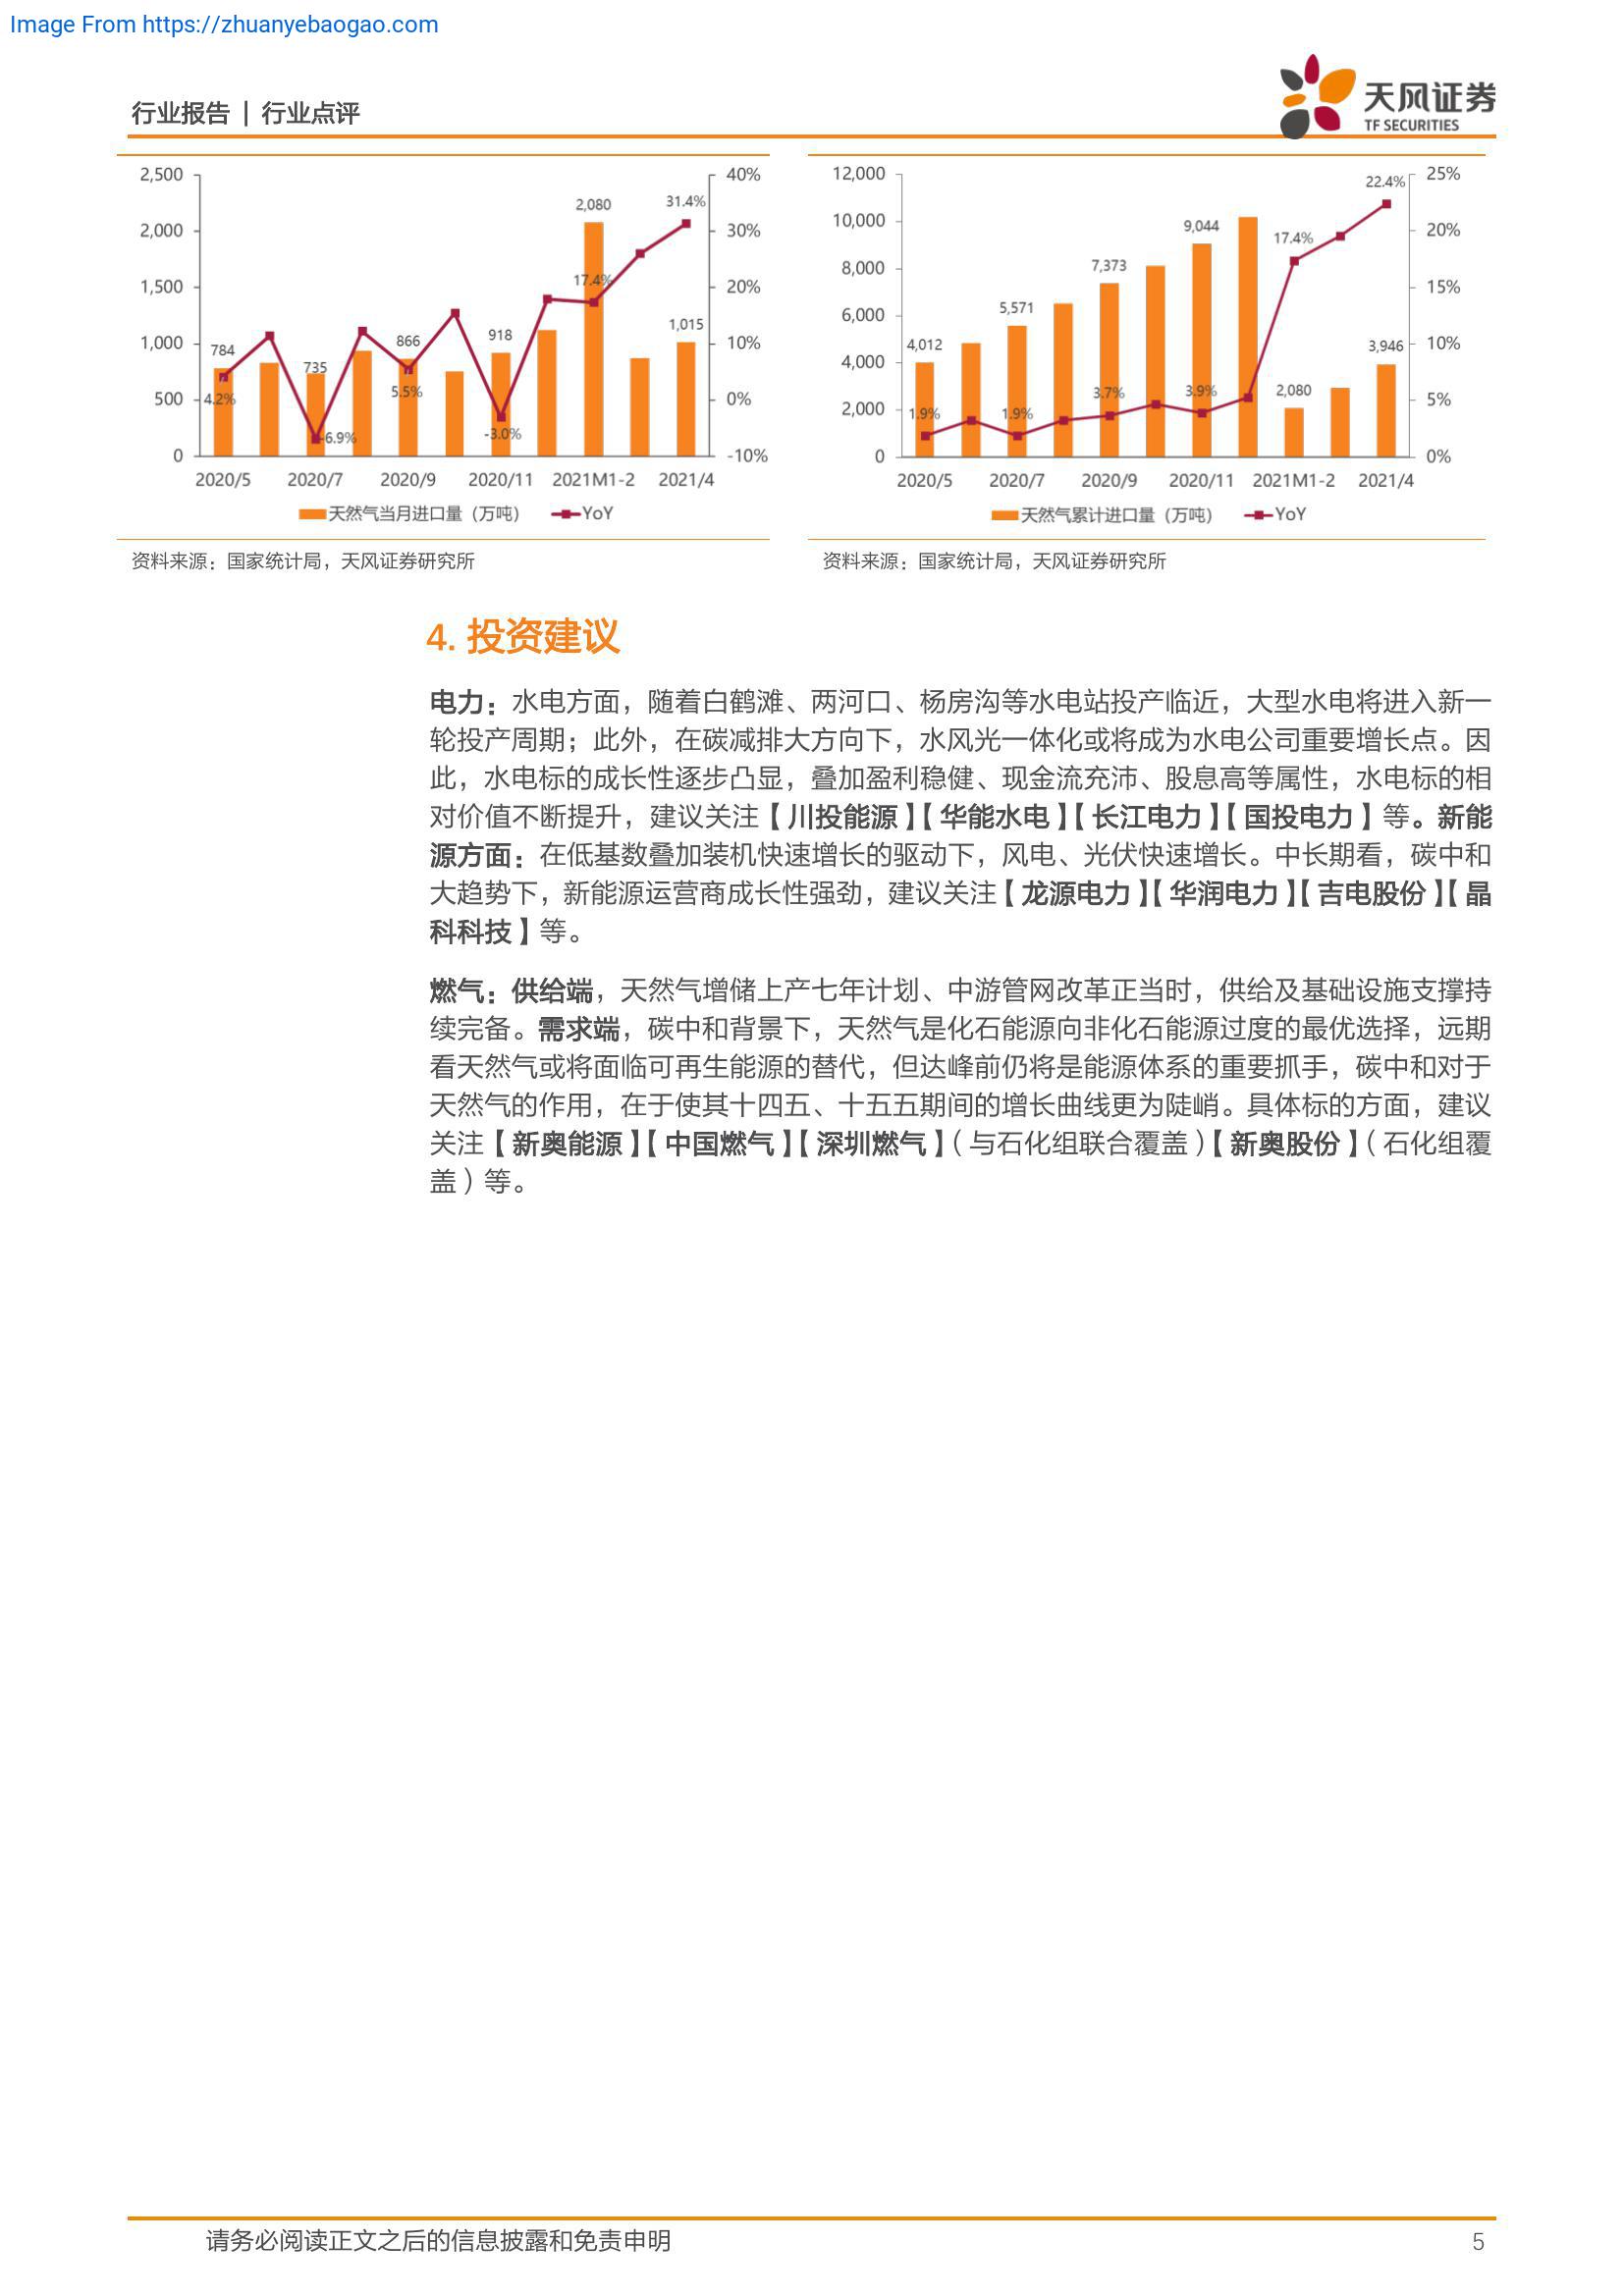 Image From https://zhuanyebaogao.com
行业报告 | 行业点评
天风证券
TF SECURITIES
2,500
2,000
1,500
1,000
500
0
40%
30%
20%
10%
0%
-10%
784
735
866
918
2,080
1,015
4.2%
-6.9%
5.5%
-3.0%
17.4%
31.4%
2020/5 2020/7 2020/9 2020/11 2021M1-2 2021/4
天然气当月进口量（万吨） YoY
资料来源：国家统计局，天风证券研究所
12,000
10,000
8,000
6,000
4,000
2,000
0
25%
20%
15%
10%
5%
0%
4,012
5,571
7,373
9,044
2,080
3,946
1.9%
1.9%
3.7%
3.9%
17.4%
22.4%
2020/5 2020/7 2020/9 2020/11 2021M1-2 2021/4
天然气累计进口量（万吨） YoY
资料来源：国家统计局，天风证券研究所
4. 投资建议
电力：水电方面，随着白鹤滩、两河口、杨房沟等水电站投产临近，大型水电将进入新一
轮投产周期；此外，在碳减排大方向下，水风光一体化或将成为水电公司重要增长点。因
此，水电标的成长性逐步凸显，叠加盈利稳健、现金流充沛、股息高等属性，水电标的相
对价值不断提升，建议关注【川投能源】【华能水电】【长江电力】【国投电力】等。新能
源方面：在低基数叠加装机快速增长的驱动下，风电、光伏快速增长。中长期看，碳中和
大趋势下，新能源运营商成长性强劲，建议关注【龙源电力】【华润电力】【吉电股份】【晶
科科技】等。
燃气：供给端，天然气增储上产七年计划、中游管网改革正当时，供给及基础设施支撑持
续完备。需求端，碳中和背景下，天然气是化石能源向非化石能源过度的最优选择，远期
看天然气或将面临可再生能源的替代，但达峰前仍将是能源体系的重要抓手，碳中和对于
天然气的作用，在于使其十四五、十五五期间的增长曲线更为陡峭。具体标的方面，建议
关注【新奥能源】【中国燃气】【深圳燃气】（与石化组联合覆盖）【新奥股份】（石化组覆
盖）等。
请务必阅读正文之后的信息披露和免责申明
5